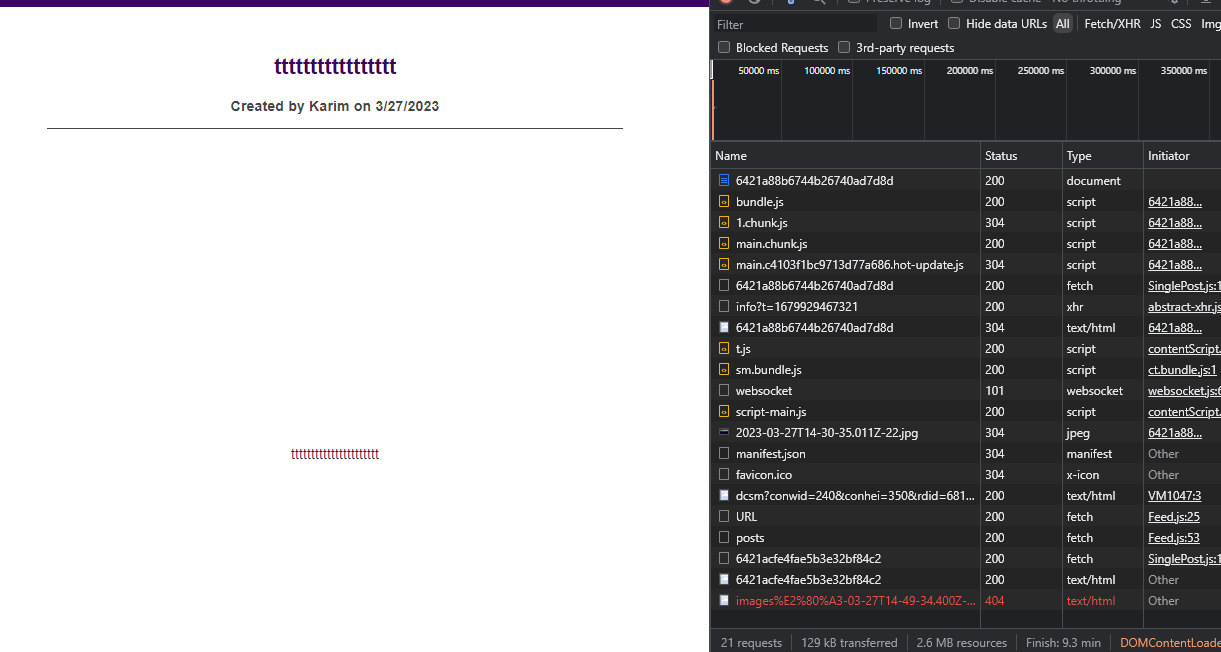 Preserve log Disable cache No throttling
Filter Invert Hide data URLs All Fetch/XHR JS CSS Img
Blocked Requests 3rd-party requests
50000 ms 100000 ms 150000 ms 200000 ms 250000 ms 300000 ms 350000 ms
ttttttttttttttttt
Created by Karim on 3/27/2023
tttttttttttttttttttttt
Name Status Type Initiator
6421a88b6744b26740ad7d8d 200 document
bundle.js 200 script 6421a88...
1.chunk.js 304 script 6421a88...
main.chunk.js 200 script 6421a88...
main.c4103f1bc9713d77a686.hot-update.js 304 script 6421a88...
6421a88b6744b26740ad7d8d 200 fetch SinglePost.js:1
info?t=1679929467321 200 xhr abstract-xhr.js
6421a88b6744b26740ad7d8d 304 text/html 6421a88...
t.js 200 script contentScript.
sm.bundle.js 200 script ct.bundle.js:1
websocket 101 websocket websocket.js:6
script-main.js 200 script contentScript.
2023-03-27T14-30-35.011Z-22.jpg 304 jpeg 6421a88...
manifest.json 304 manifest Other
favicon.ico 304 x-icon Other
dcsm?conwid=240&conhei=350&rdid=681... 200 text/html VM1047:3
URL 200 fetch Feed.js:25
posts 200 fetch Feed.js:53
6421acfe4fae5b3e32bf84c2 200 fetch SinglePost.js:1
6421acfe4fae5b3e32bf84c2 200 text/html Other
images%E2%80%A3-03-27T14-49-34.400Z-... 404 text/html Other
21 requests 129 kB transferred 2.6 MB resources Finish: 9.3 min DOMContentLoade